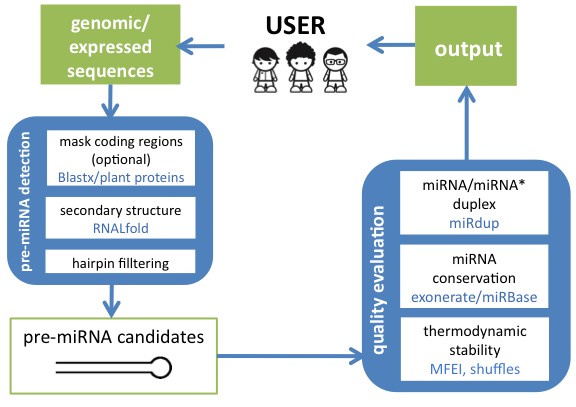 genomic/
expressed
sequences
USER
output
pre-miRNA detection
mask coding regions
(optional)
Blastx/plant proteins
secondary structure
RNALfold
hairpin filltering
pre-miRNA candidates
quality evaluation
miRNA/miRNA*
duplex
miRdup
miRNA
conservation
exonerate/miRBase
thermodynamic
stability
MFEI, shuffles